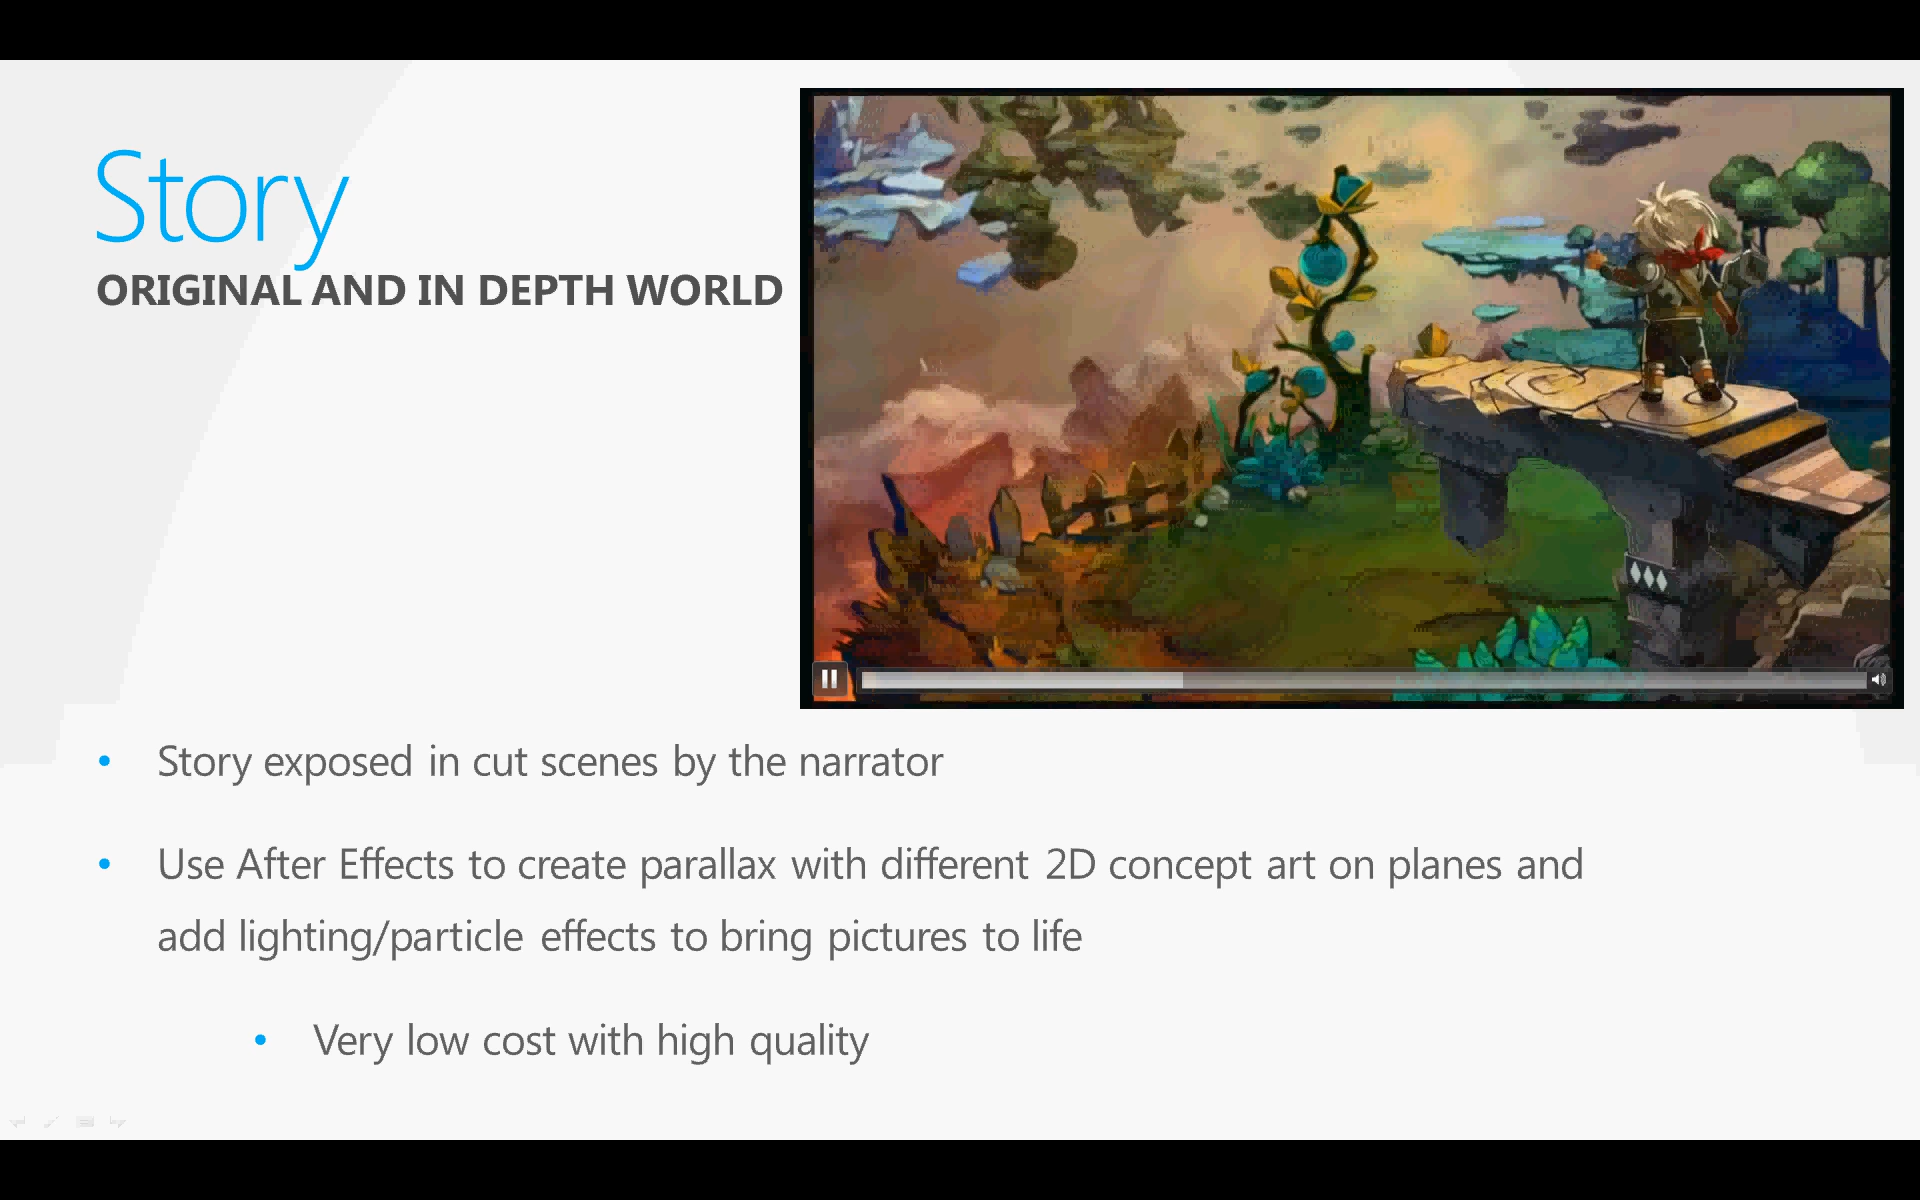 Story
ORIGINAL AND IN DEPTH WORLD
• Story exposed in cut scenes by the narrator
• Use After Effects to create parallax with different 2D concept art on planes and
add lighting/particle effects to bring pictures to life
• Very low cost with high quality